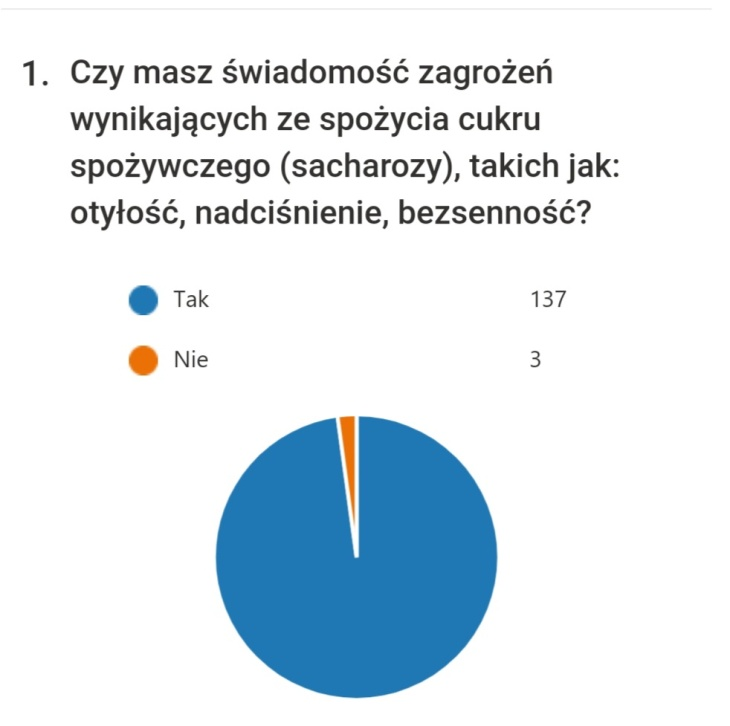 1. Czy masz świadomość zagrożeń
wynikających ze spożycia cukru
spożywczego (sacharozy), takich jak:
otyłość, nadciśnienie, bezsenność?
Tak 137
Nie 3